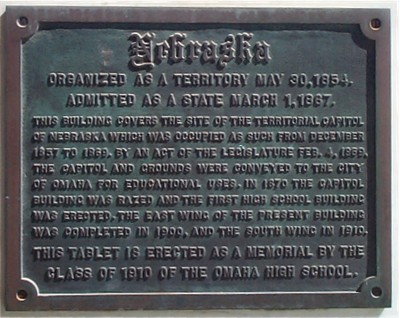 Nebraska
ORGANIZED AS A TERRITORY MAY 30, 1854.
ADMITTED AS A STATE MARCH 1, 1867.
THIS BUILDING COVERS THE SITE OF THE TERRITORIAL CAPITOL
OF NEBRASKA WHICH WAS OCCUPIED AS SUCH FROM DECEMBER
1857 TO 1869. BY AN ACT OF THE LEGISLATURE FEB. 4, 1869,
THE CAPITOL AND GROUNDS WERE CONVEYED TO THE CITY
OF OMAHA FOR EDUCATIONAL USES. IN 1870 THE CAPITOL
BUILDING WAS RAZED AND THE FIRST HIGH SCHOOL BUILDING
WAS ERECTED. THE EAST WING OF THE PRESENT BUILDING
WAS COMPLETED IN 1900, AND THE SOUTH WING IN 1910.
THIS TABLET IS ERECTED AS A MEMORIAL BY THE
CLASS OF 1910 OF THE OMAHA HIGH SCHOOL.